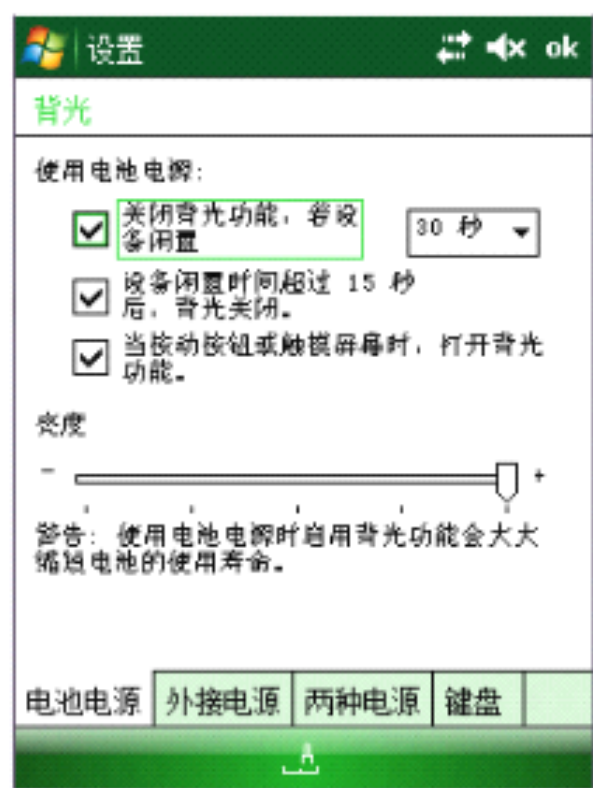 设置 ok
背光
使用电池电源:
关闭背光功能，若设
备闲置
30 秒
设备闲置时间超过 15 秒
后，背光关闭。
当按动按钮或触摸屏幕时，打开背光
功能。
亮度
- +
警告: 使用电池电源时启用背光功能会大大
缩短电池的使用寿命。
电池电源 外接电源 两种电源 键盘